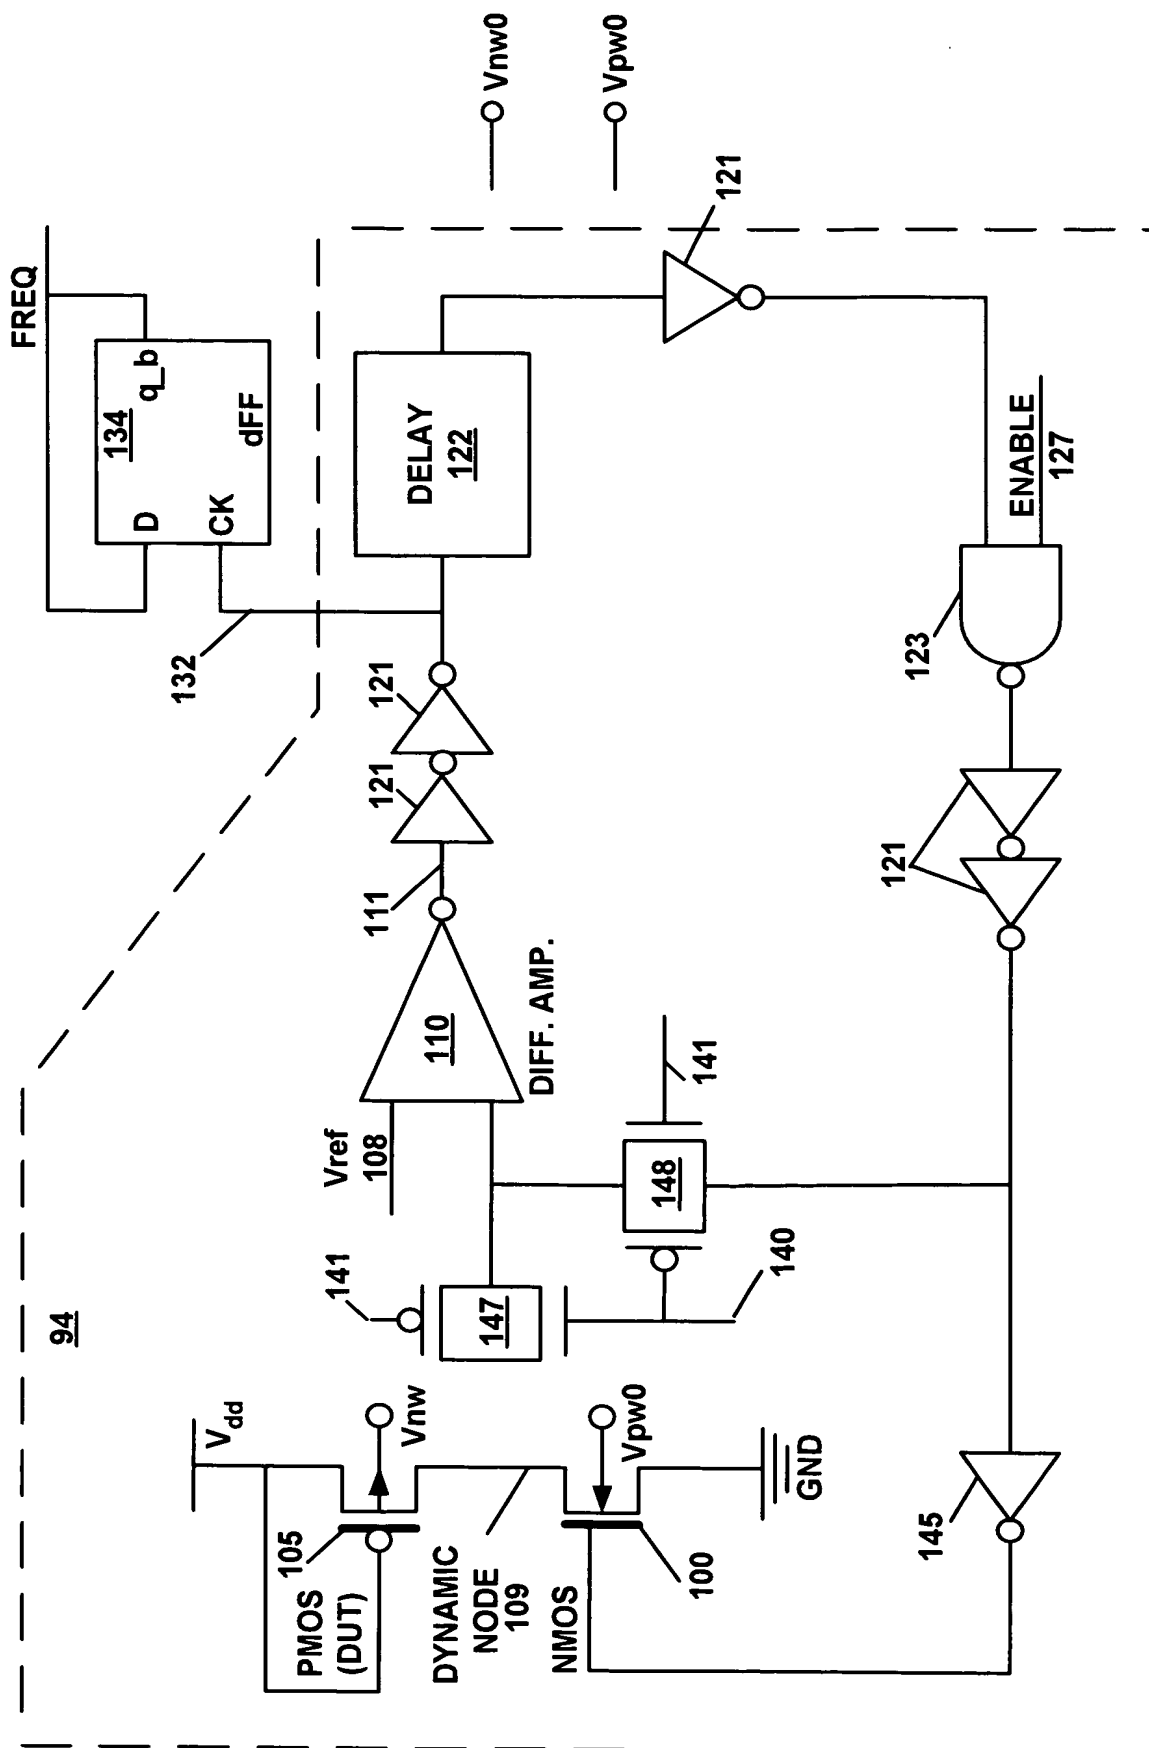 94
FREQ
134
D
q_b
CK
dFF
132
Vnw0
Vpw0
DELAY
122
121
121
121
111
110
DIFF. AMP.
Vref
108
141
147
148
141
140
Vdd
105
PMOS
(DUT)
Vnw
DYNAMIC
NODE
109
NMOS
Vpw0
100
GND
145
121
123
ENABLE
127